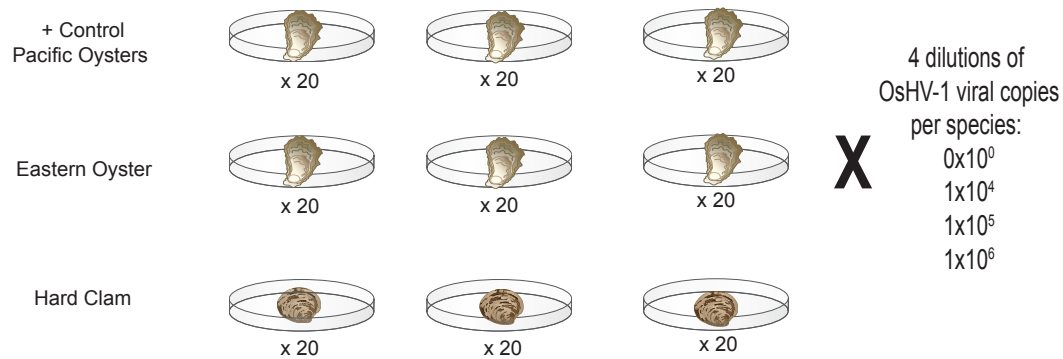 + Control
Pacific Oysters
x 20
x 20
x 20
Eastern Oyster
x 20
x 20
x 20
Hard Clam
x 20
x 20
x 20
X
4 dilutions of
OsHV-1 viral copies
per species:
0x10⁰
1x10⁴
1x10⁵
1x10⁶